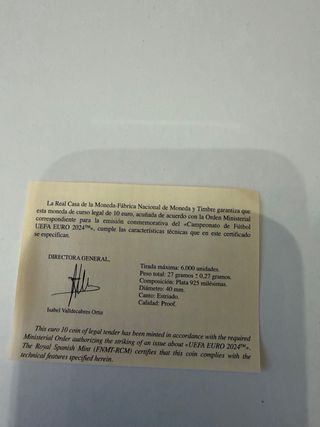 La Real Casa de la Moneda-Fábrica Nacional de Moneda y Timbre garantiza que
esta moneda de curso legal de 10 euro, acuñada de acuerdo con la Orden Ministerial
correspondiente para la emisión conmemorativa del «Campeonato de Fútbol
UEFA EURO 2024™», cumple las características técnicas que en este certificado
se especifican.
DIRECTORA GENERAL,
Isabel Valldecabres Ortiz
Tirada máxima: 6.000 unidades.
Peso total: 27 gramos ± 0,27 gramos.
Composición: Plata 925 milésimas.
Diámetro: 40 mm.
Canto: Estriado.
Calidad: Proof.
This euro 10 coin of legal tender has been minted in accordance with the required
Ministerial Order authorizing the striking of an issue about «UEFA EURO 2024™».
The Royal Spanish Mint (FNMT-RCM) certifies that this coin complies with the
technical features specified herein.